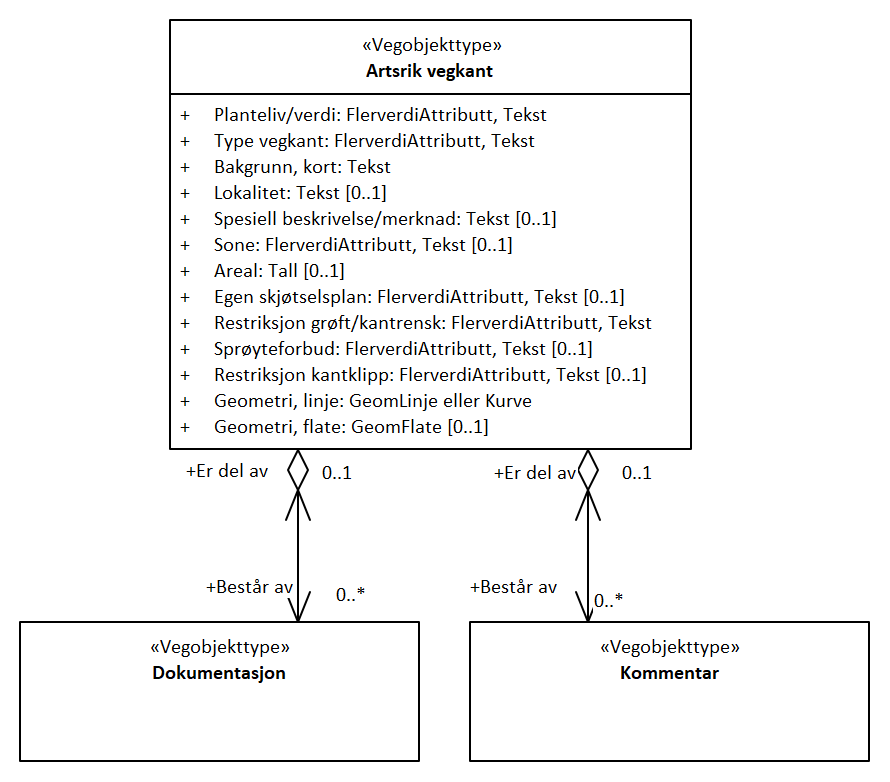 «Vegobjekttype»
Artsrik vegkant
+ Planteliv/verdi: FlerverdiAttributt, Tekst
+ Type vegkant: FlerverdiAttributt, Tekst
+ Bakgrunn, kort: Tekst
+ Lokalitet: Tekst [0..1]
+ Spesiell beskrivelse/merknad: Tekst [0..1]
+ Sone: FlerverdiAttributt, Tekst [0..1]
+ Areal: Tall [0..1]
+ Egen skjøtselsplan: FlerverdiAttributt, Tekst [0..1]
+ Restriksjon grøft/kantrensk: FlerverdiAttributt, Tekst
+ Sprøyteforbud: FlerverdiAttributt, Tekst [0..1]
+ Restriksjon kantklipp: FlerverdiAttributt, Tekst [0..1]
+ Geometri, linje: GeomLinje eller Kurve
+ Geometri, flate: GeomFlate [0..1]
+Er del av 0..1 +Er del av 0..1
+Består av 0..* +Består av 0..*
«Vegobjekttype» «Vegobjekttype»
Dokumentasjon Kommentar